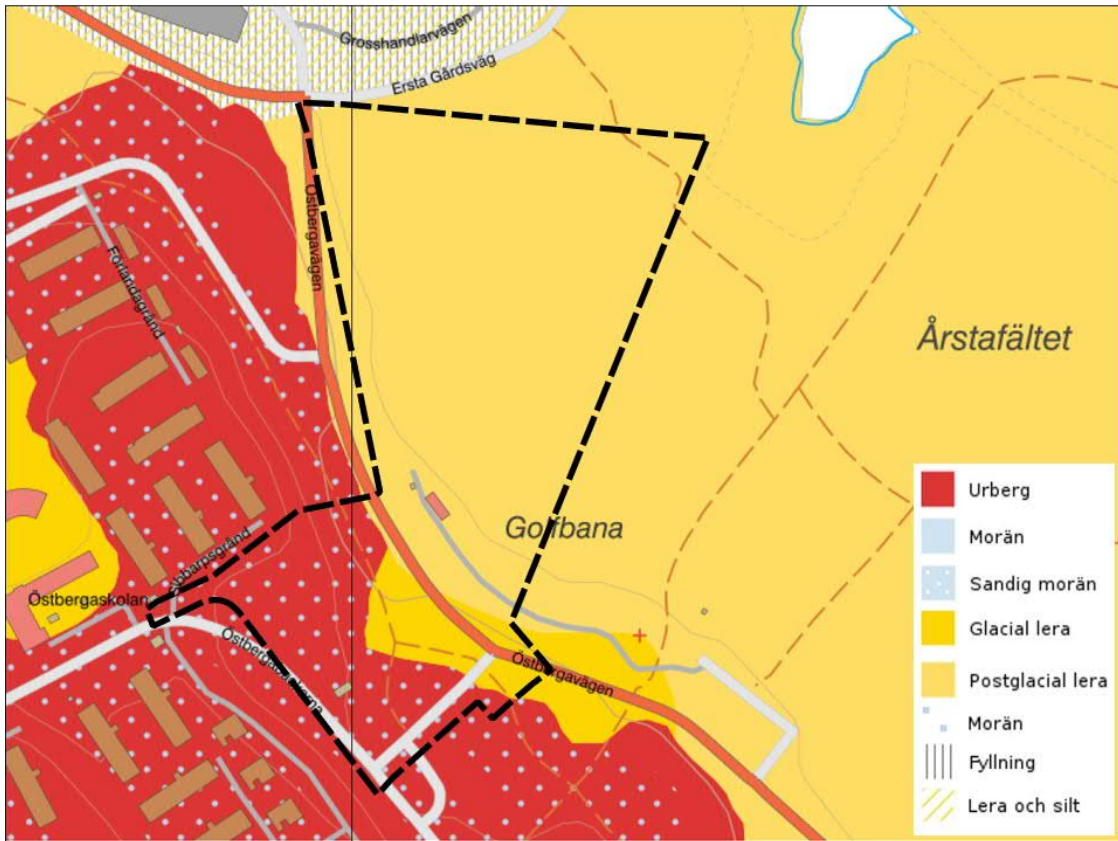 Grosshandlarvägen
Ersta Gårdsväg
Östbergavägen
Förlandagränd
Årstafältet
Golfbana
Östbergaskolan
Östbergavägen
Urberg
Morän
Sandig morän
Glacial lera
Postglacial lera
Morän
Fyllning
Lera och silt